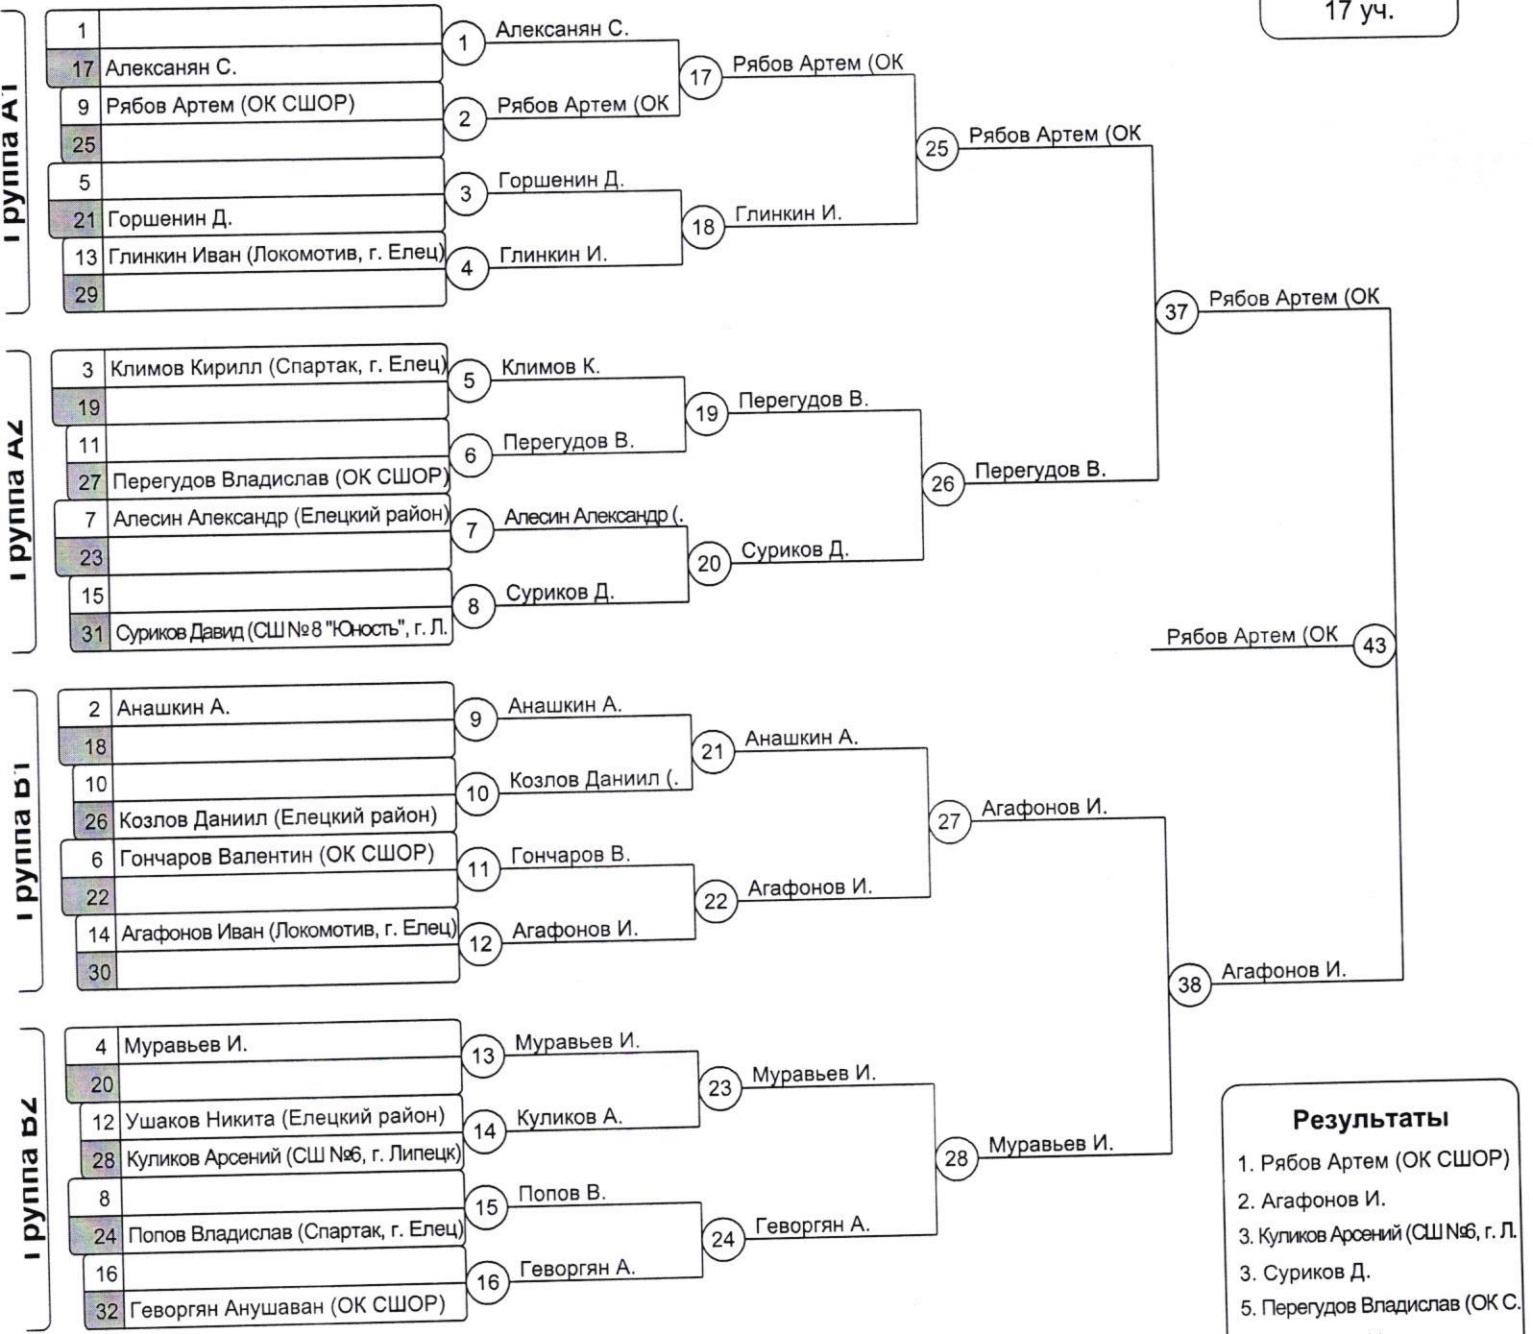 17 уч.
Группа А1
1
17 Алексанян С.
9 Рябов Артем (ОК СШОР)
25
5
21 Горшенин Д.
13 Глинкин Иван (Локомотив, г. Елец)
29
1 Алексанян С.
2 Рябов Артем (ОК
3 Горшенин Д.
4 Глинкин И.
17 Рябов Артем (ОК
18 Глинкин И.
25 Рябов Артем (ОК
Группа А2
3 Климов Кирилл (Спартак, г. Елец)
19
11
27 Перегудов Владислав (ОК СШОР)
7 Алесин Александр (Елецкий район)
23
15
31 Суриков Давид (СШ №8 "Юность", г. Л.
5 Климов К.
6 Перегудов В.
7 Алесин Александр (.
8 Суриков Д.
19 Перегудов В.
20 Суриков Д.
26 Перегудов В.
37 Рябов Артем (ОК
Рябов Артем (ОК 43
Группа В1
2 Анашкин А.
18
10
26 Козлов Даниил (Елецкий район)
6 Гончаров Валентин (ОК СШОР)
22
14 Агафонов Иван (Локомотив, г. Елец)
30
9 Анашкин А.
10 Козлов Даниил (.
11 Гончаров В.
12 Агафонов И.
21 Анашкин А.
22 Агафонов И.
27 Агафонов И.
38 Агафонов И.
Группа В2
4 Муравьев И.
20
12 Ушаков Никита (Елецкий район)
28 Куликов Арсений (СШ №6, г. Липецк)
8
24 Попов Владислав (Спартак, г. Елец)
16
32 Геворгян Анушаван (ОК СШОР)
13 Муравьев И.
14 Куликов А.
15 Попов В.
16 Геворгян А.
23 Муравьев И.
24 Геворгян А.
28 Муравьев И.
Результаты
1. Рябов Артем (ОК СШОР)
2. Агафонов И.
3. Куликов Арсений (СШ №6, г. Л.
3. Суриков Д.
5. Перегудов Владислав (ОК С.